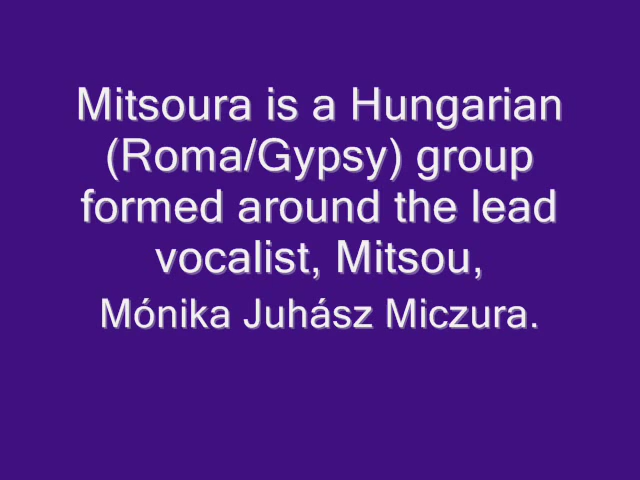 Mitsoura is a Hungarian
(Roma/Gypsy) group
formed around the lead
vocalist, Mitsou,
Mónika Juhász Miczura.